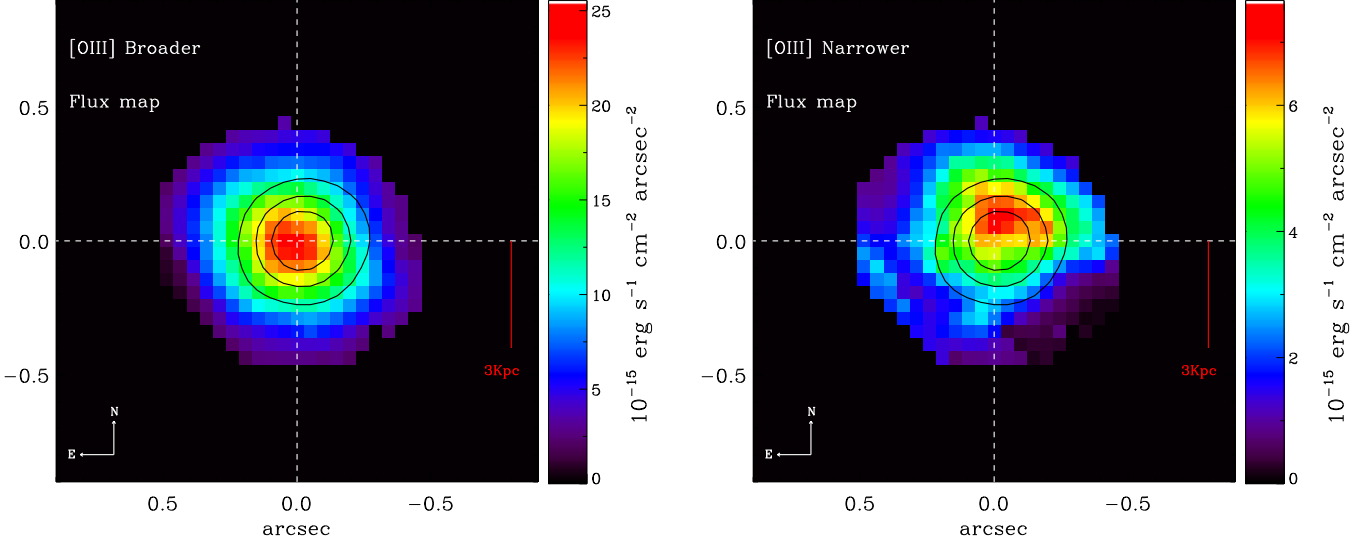 [OIII] Broader
Flux map
0.5
0.0
−0.5
0.5
0.0
−0.5
arcsec
N
E
3Kpc
25
20
15
10
5
0
10−15 erg s−1 cm−2 arcsec−2
[OIII] Narrower
Flux map
0.5
0.0
−0.5
0.5
0.0
−0.5
arcsec
N
E
3Kpc
6
4
2
0
10−15 erg s−1 cm−2 arcsec−2